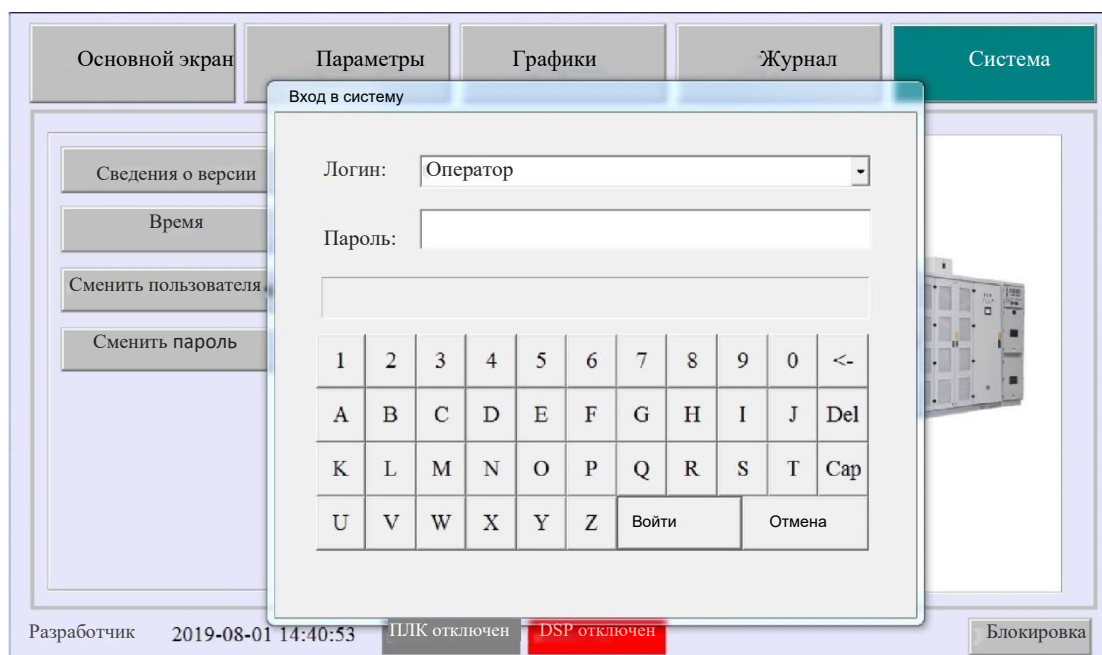 Основной экран
Параметры
Графики
Журнал
Система
Вход в систему
Сведения о версии
Время
Сменить пользователя
Сменить пароль
Логин:
Оператор
Пароль:
1 2 3 4 5 6 7 8 9 0 <-
A B C D E F G H I J Del
K L M N O P Q R S T Cap
U V W X Y Z Войти Отмена
Разработчик 2019-08-01 14:40:53 ПЛК отключен DSP отключен Блокировка